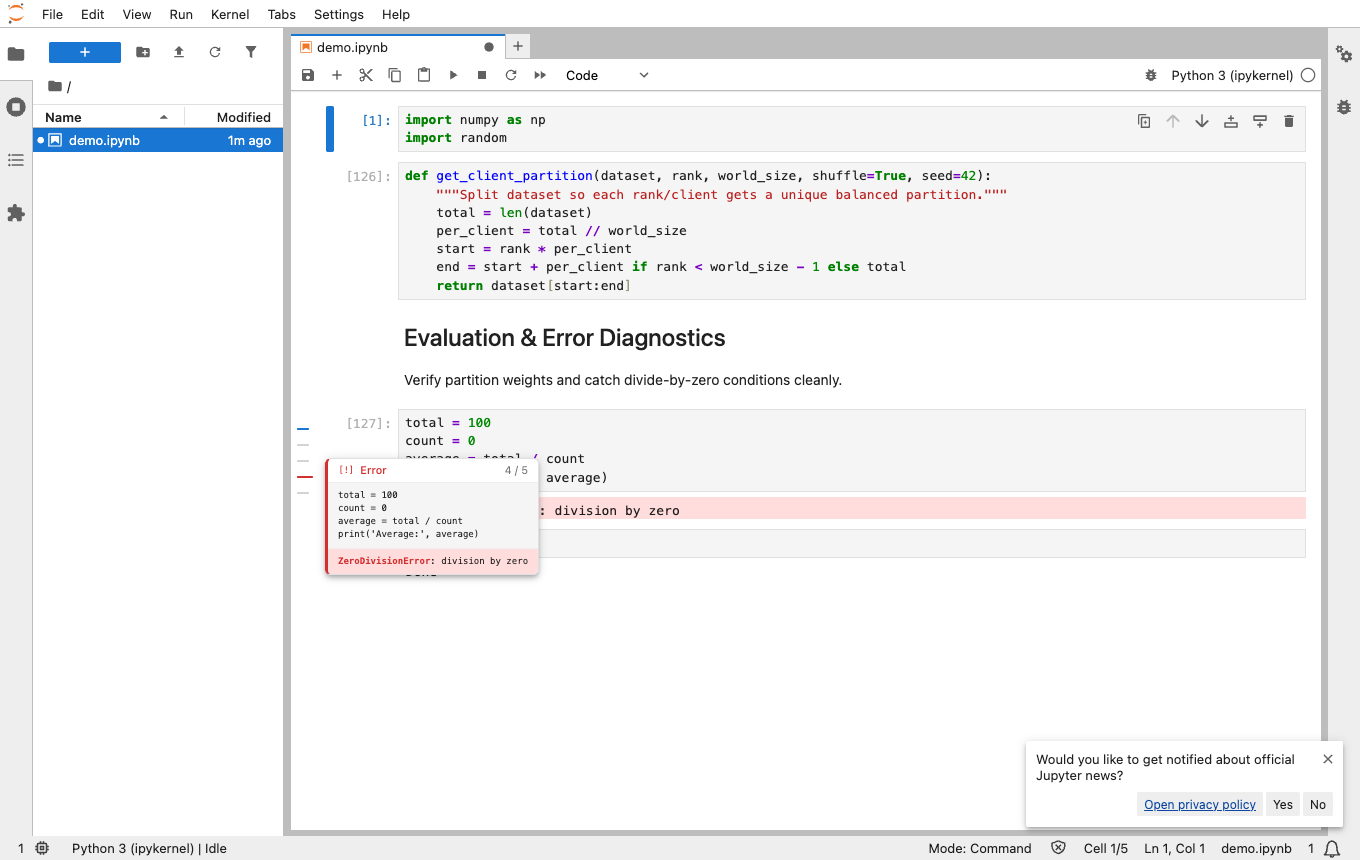 File Edit View Run Kernel Tabs Settings Help
+
/
Name Modified
demo.ipynb 1m ago
demo.ipynb
+
Code
Python 3 (ipykernel)
[1]:
import numpy as np
import random
[126]:
def get_client_partition(dataset, rank, world_size, shuffle=True, seed=42):
"""Split dataset so each rank/client gets a unique balanced partition."""
total = len(dataset)
per_client = total // world_size
start = rank * per_client
end = start + per_client if rank < world_size - 1 else total
return dataset[start:end]
Evaluation & Error Diagnostics
Verify partition weights and catch divide-by-zero conditions cleanly.
[127]:
total = 100
count = 0
average = total / count
average)
: division by zero
[!] Error 4 / 5
total = 100
count = 0
average = total / count
print('Average:', average)
ZeroDivisionError: division by zero
Would you like to get notified about official
Jupyter news?
Open privacy policy Yes No
1 Python 3 (ipykernel) | Idle
Mode: Command Cell 1/5 Ln 1, Col 1 demo.ipynb 1